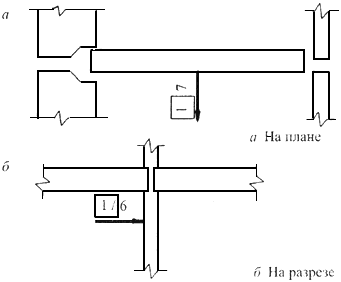 а
1 7
а На плане
б
1 / 6
б На разрезе